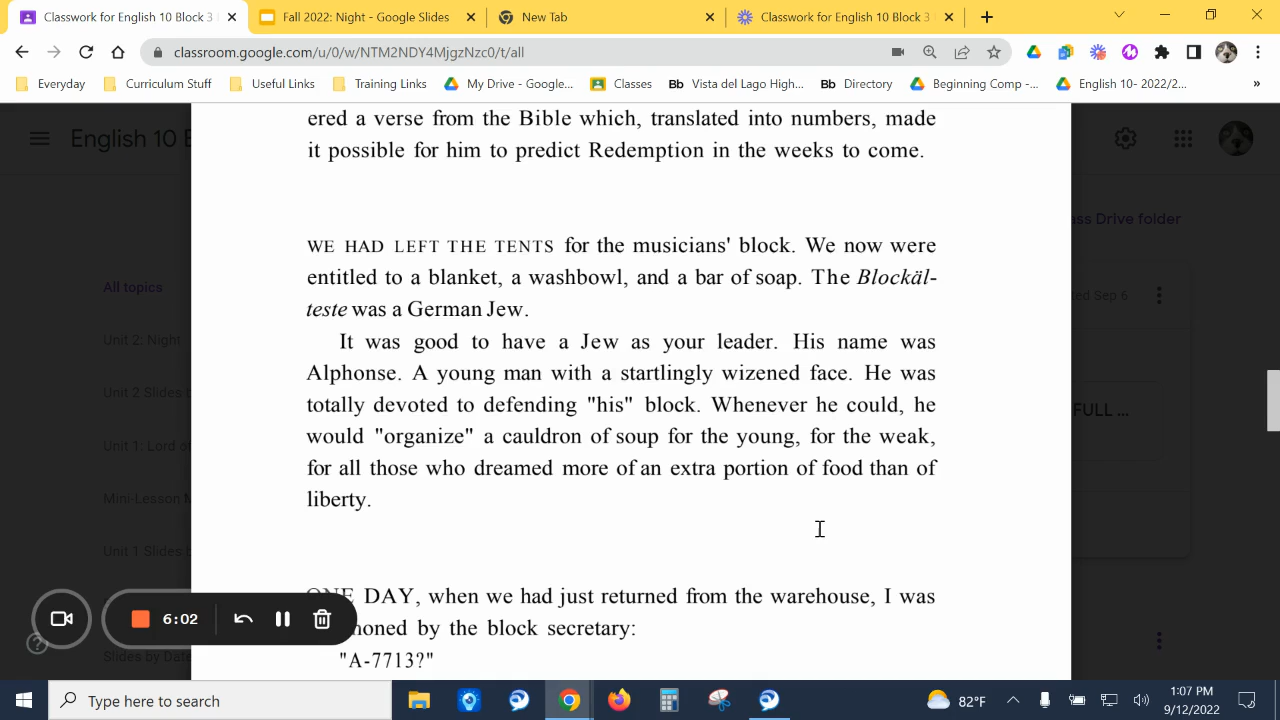 Classwork for English 10 Block 3
Fall 2022: Night - Google Slides
New Tab
Classwork for English 10 Block 3
classroom.google.com/u/0/w/NTM2NDY4MjgzNzc0/t/all
Everyday
Curriculum Stuff
Useful Links
Training Links
My Drive - Google...
Classes
Bb Vista del Lago High...
Bb Directory
Beginning Comp -...
English 10- 2022/2...
»
English 10 B
ass Drive folder
All topics
ted Sep 6
Unit 2: Night
Unit 2 Slides b
FULL ...
Unit 1: Lord o
Mini-Lesson M
Unit 1 Slides b
Slides by Date
ered a verse from the Bible which, translated into numbers, made
it possible for him to predict Redemption in the weeks to come.
WE HAD LEFT THE TENTS for the musicians' block. We now were
entitled to a blanket, a washbowl, and a bar of soap. The Blockäl-
teste was a German Jew.
It was good to have a Jew as your leader. His name was
Alphonse. A young man with a startlingly wizened face. He was
totally devoted to defending "his" block. Whenever he could, he
would "organize" a cauldron of soup for the young, for the weak,
for all those who dreamed more of an extra portion of food than of
liberty.
ONE DAY, when we had just returned from the warehouse, I was
moned by the block secretary:
"A-7713?"
6:02
?
Type here to search
82°F
1:07 PM
9/12/2022